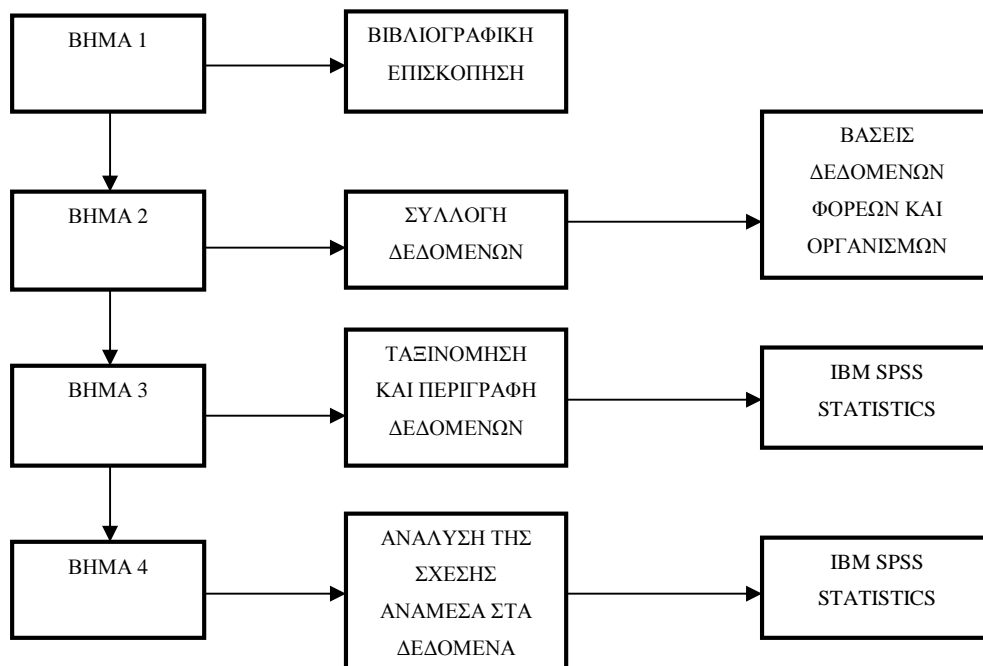 ΒΗΜΑ 1
ΒΙΒΛΙΟΓΡΑΦΙΚΗ
ΕΠΙΣΚΟΠΗΣΗ
ΒΗΜΑ 2
ΣΥΛΛΟΓΗ
ΔΕΔΟΜΕΝΩΝ
ΒΑΣΕΙΣ
ΔΕΔΟΜΕΝΩΝ
ΦΟΡΕΩΝ ΚΑΙ
ΟΡΓΑΝΙΣΜΩΝ
ΒΗΜΑ 3
ΤΑΞΙΝΟΜΗΣΗ
ΚΑΙ ΠΕΡΙΓΡΑΦΗ
ΔΕΔΟΜΕΝΩΝ
IBM SPSS
STATISTICS
ΒΗΜΑ 4
ΑΝΑΛΥΣΗ ΤΗΣ
ΣΧΕΣΗΣ
ΑΝΑΜΕΣΑ ΣΤΑ
ΔΕΔΟΜΕΝΑ
IBM SPSS
STATISTICS